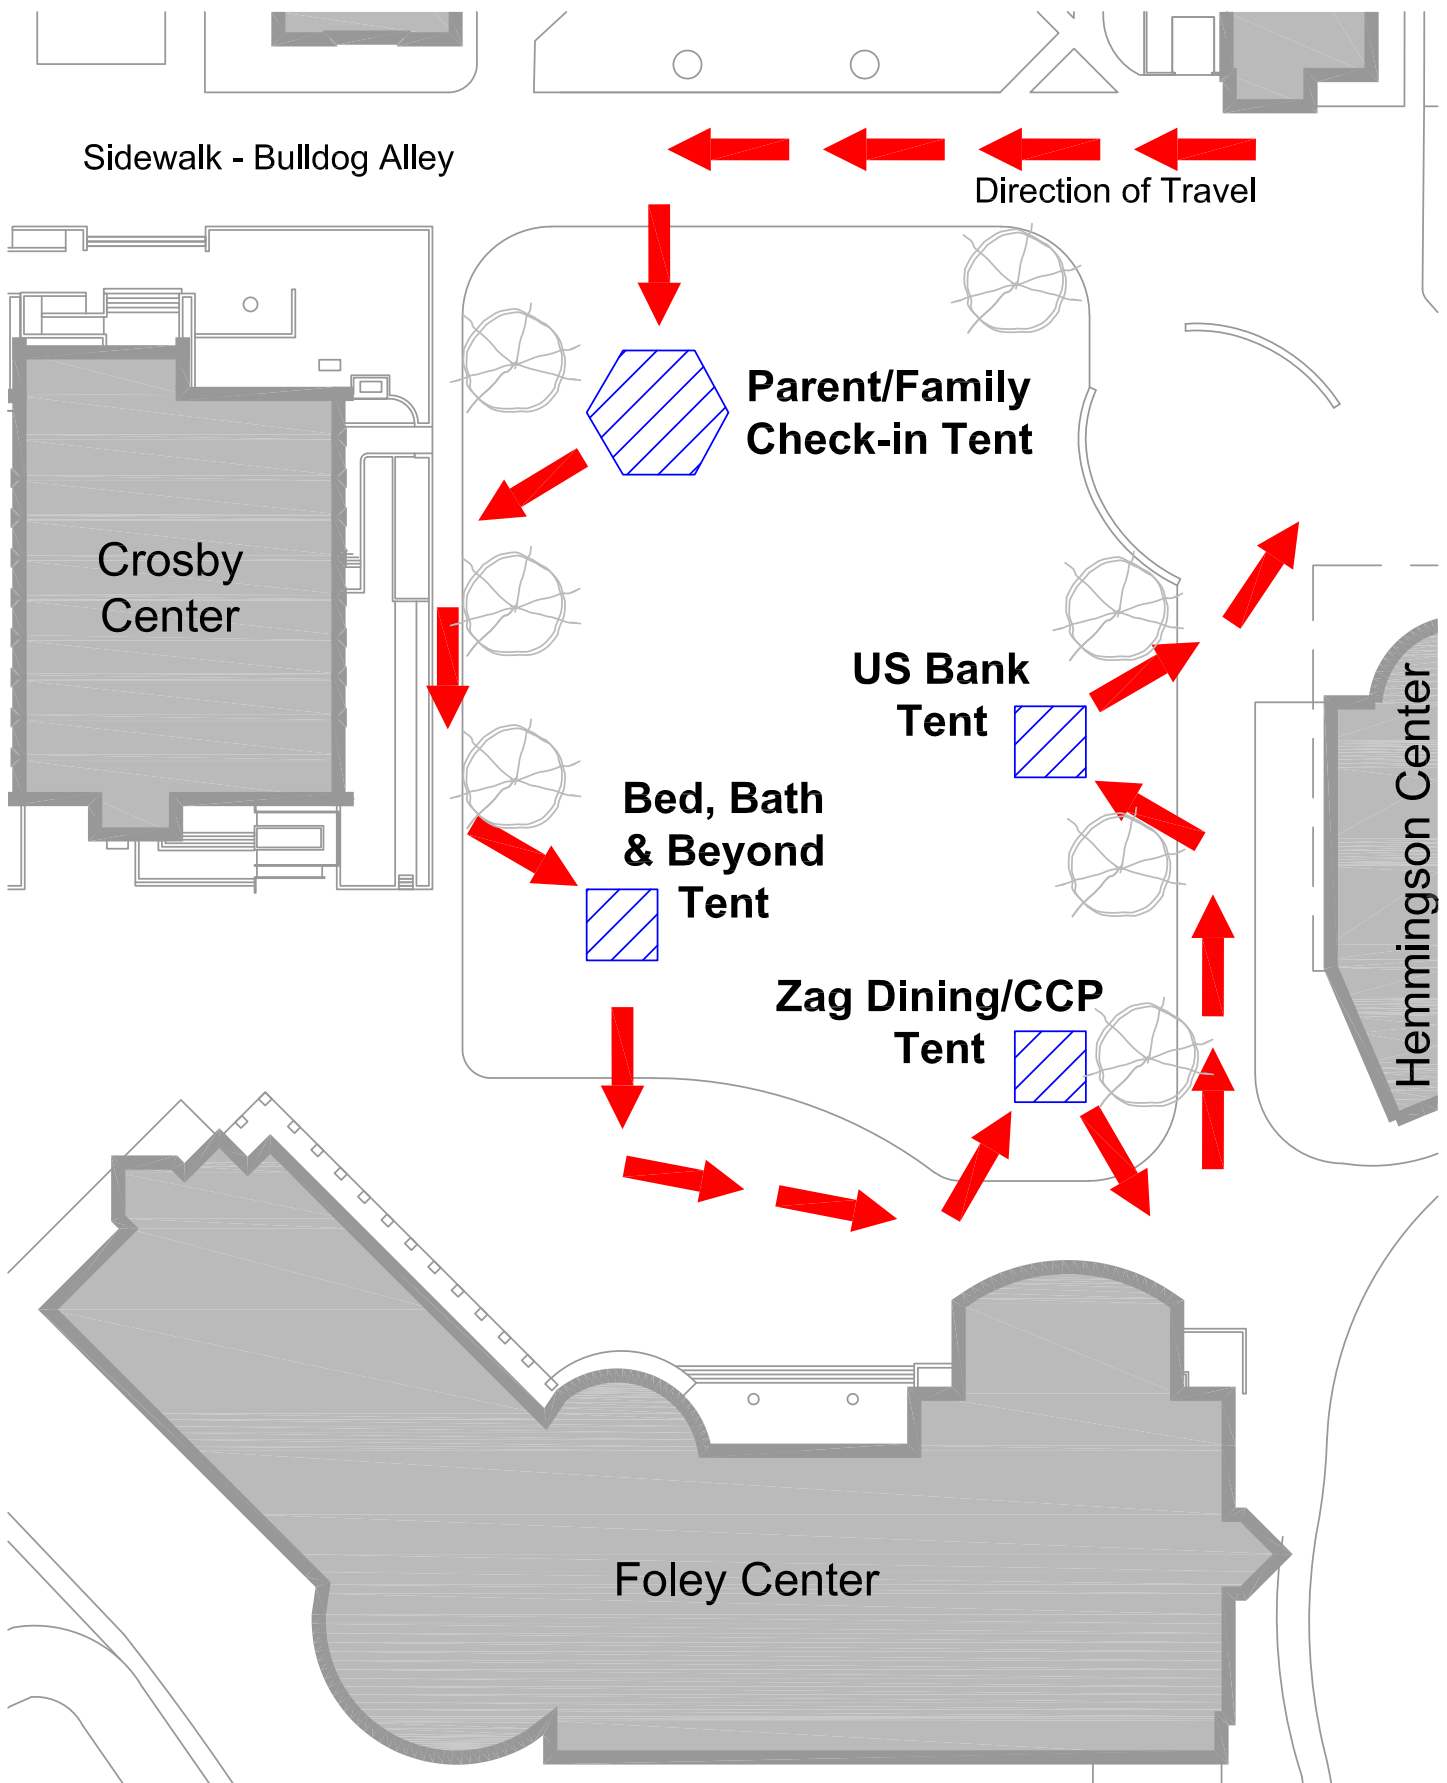 Sidewalk - Bulldog Alley
Direction of Travel
Parent/Family
Check-in Tent
Crosby
Center
US Bank
Tent
Bed, Bath
& Beyond
Tent
Hemmingson Center
Zag Dining/CCP
Tent
Foley Center